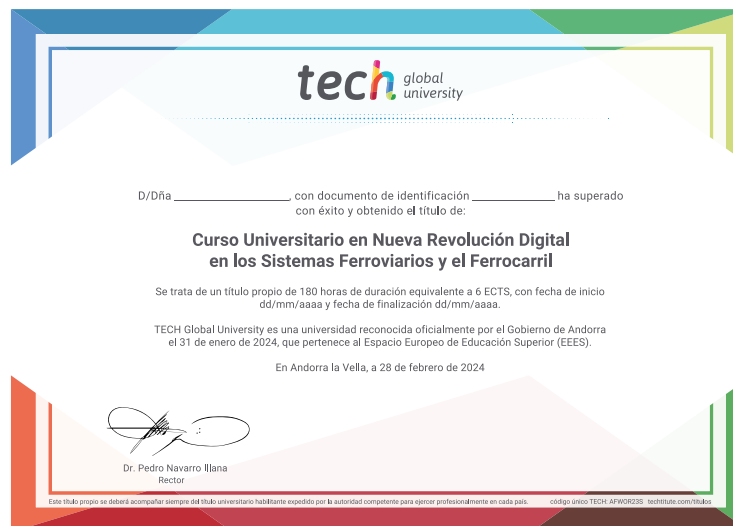 tech global
university
D/Dña ____________________, con documento de identificación ______________ ha superado
con éxito y obtenido el título de:
Curso Universitario en Nueva Revolución Digital
en los Sistemas Ferroviarios y el Ferrocarril
Se trata de un título propio de 180 horas de duración equivalente a 6 ECTS, con fecha de inicio
dd/mm/aaaa y fecha de finalización dd/mm/aaaa.
TECH Global University es una universidad reconocida oficialmente por el Gobierno de Andorra
el 31 de enero de 2024, que pertenece al Espacio Europeo de Educación Superior (EEES).
En Andorra la Vella, a 28 de febrero de 2024
Dr. Pedro Navarro Illana
Rector
Este título propio se deberá acompañar siempre del título universitario habilitante expedido por la autoridad competente para ejercer profesionalmente en cada país. código único TECH: AFWOR23S techtitute.com/titulos